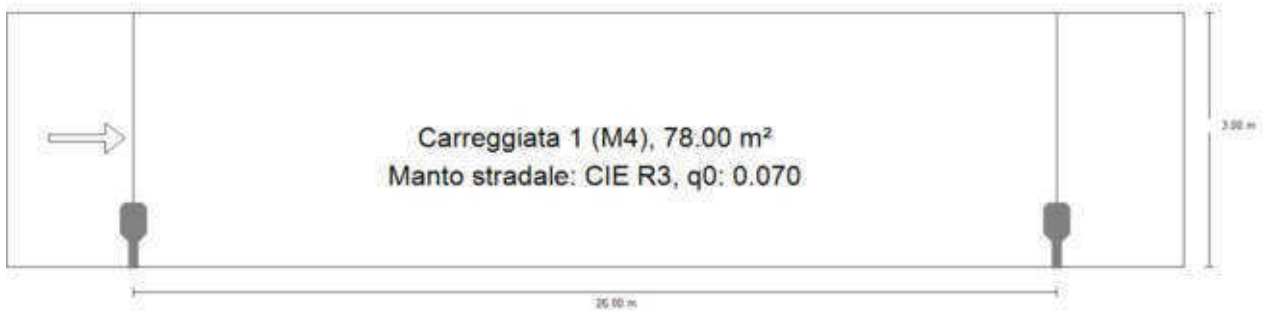 Carreggiata 1 (M4), 78.00 m²
Manto stradale: CIE R3, q0: 0.070
3.00 m
26.00 m